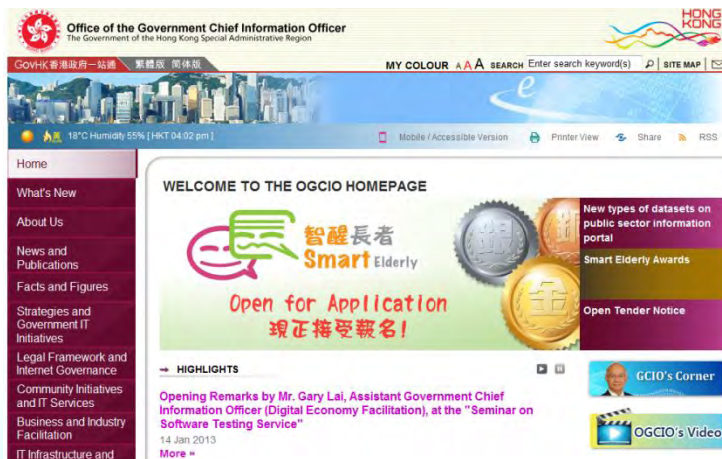 Office of the Government Chief Information Officer
The Government of the Hong Kong Special Administrative Region
HONG
KONG
GovHK香港政府一站通
繁體版 简体版
MY COLOUR A A A SEARCH Enter search keyword(s) SITE MAP
e
18°C Humidity 55% [ HKT 04:02 pm ]
Mobile / Accessible Version Printer View Share RSS
Home
What's New
About Us
News and
Publications
Facts and Figures
Strategies and
Government IT
Initiatives
Legal Framework and
Internet Governance
Community Initiatives
and IT Services
Business and Industry
Facilitation
IT Infrastructure and
WELCOME TO THE OGCIO HOMEPAGE
智醒長者
Smart Elderly
Open for Application
現正接受報名!
銀
金
New types of datasets on
public sector information
portal
Smart Elderly Awards
Open Tender Notice
HIGHLIGHTS
Opening Remarks by Mr. Gary Lai, Assistant Government Chief
Information Officer (Digital Economy Facilitation), at the "Seminar on
Software Testing Service"
14 Jan 2013
More »
GCIO's Corner
OGCIO's Video